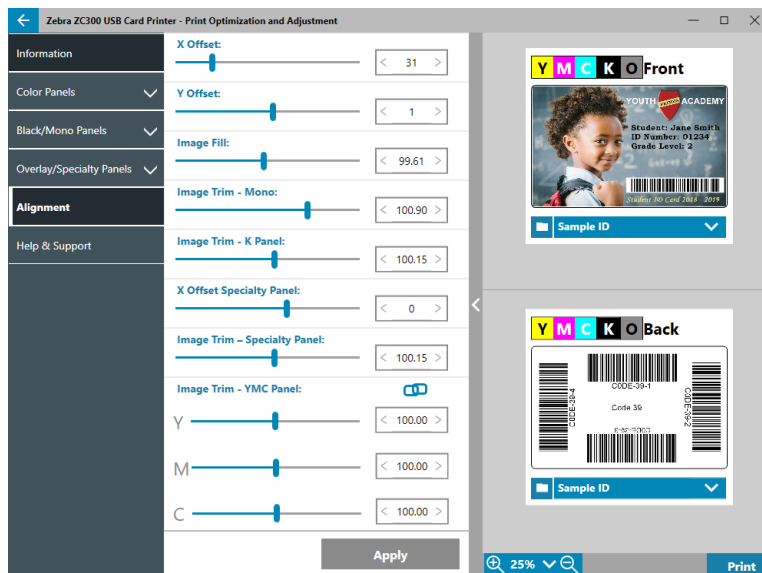 Zebra ZC300 USB Card Printer - Print Optimization and Adjustment
Information
Color Panels
Black/Mono Panels
Overlay/Specialty Panels
Alignment
Help & Support
X Offset:
31
Y Offset:
1
Image Fill:
99.61
Image Trim - Mono:
100.90
Image Trim - K Panel:
100.15
X Offset Specialty Panel:
0
Image Trim – Specialty Panel:
100.15
Image Trim - YMC Panel:
Y
100.00
M
100.00
C
100.00
Apply
Y M C K O Front
YOUTH ACADEMY
Student: Jane Smith
ID Number: 01234
Grade Level: 2
Student ID Card 2018 - 2019
Sample ID
Y M C K O Back
CODE-39-1
CODE-39-4
Code 39
CODE-39-2
CODE-39-3
Sample ID
25%
Print